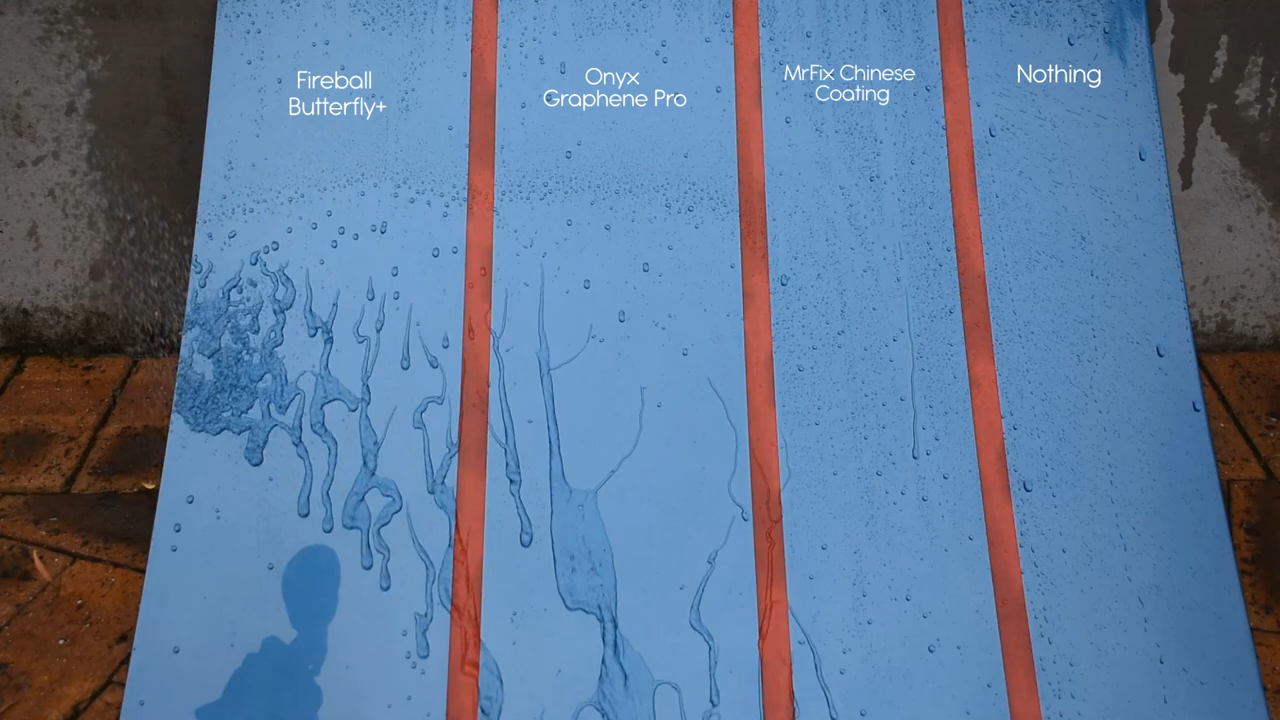 Fireball
Butterfly+
Onyx
Graphene Pro
MrFix Chinese
Coating
Nothing